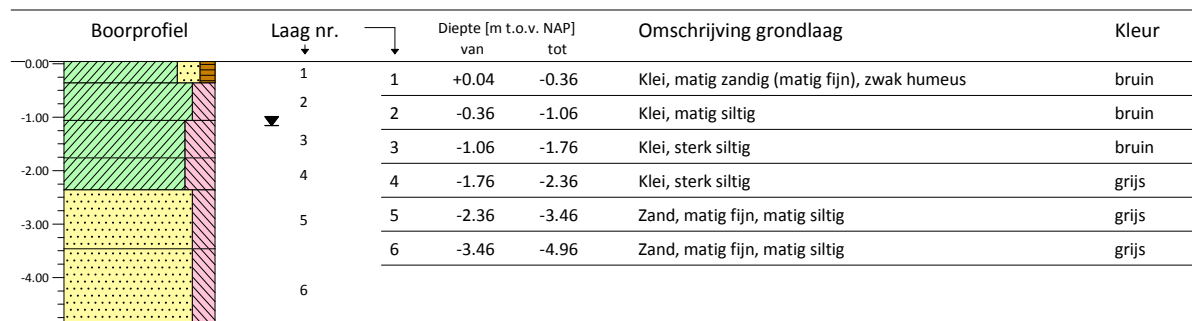 Boorprofiel Laag nr. Diepte [m t.o.v. NAP] Omschrijving grondlaag Kleur
van tot
0.00
1
1 +0.04 -0.36 Klei, matig zandig (matig fijn), zwak humeus bruin
2
2 -0.36 -1.06 Klei, matig siltig bruin
-1.00
3
3 -1.06 -1.76 Klei, sterk siltig bruin
-2.00
4
4 -1.76 -2.36 Klei, sterk siltig grijs
5
5 -2.36 -3.46 Zand, matig fijn, matig siltig grijs
-3.00
6 -3.46 -4.96 Zand, matig fijn, matig siltig grijs
-4.00
6